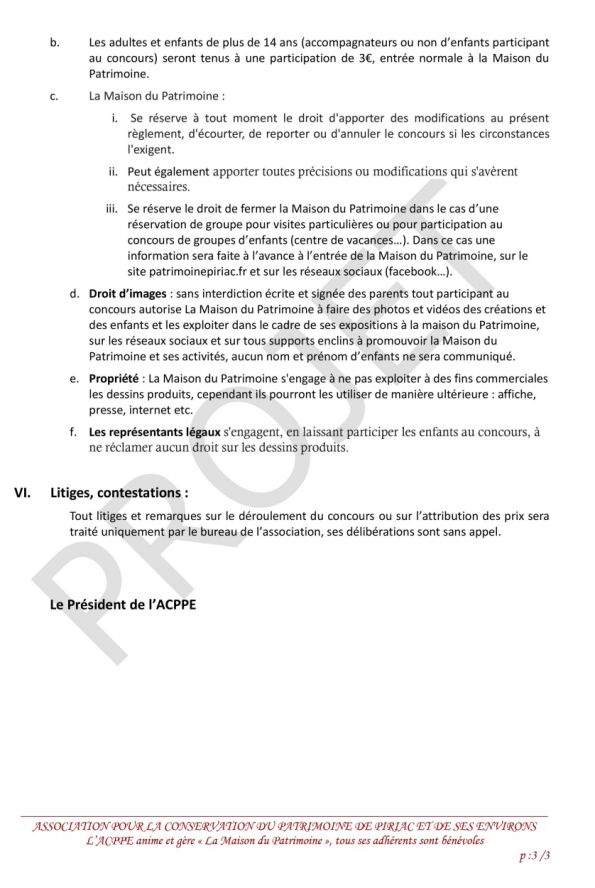 b. Les adultes et enfants de plus de 14 ans (accompagnateurs ou non d'enfants participant
au concours) seront tenus à une participation de 3€, entrée normale à la Maison du
Patrimoine.
c. La Maison du Patrimoine :
i. Se réserve à tout moment le droit d'apporter des modifications au présent
règlement, d'écourter, de reporter ou d'annuler le concours si les circonstances
l'exigent.
ii. Peut également apporter toutes précisions ou modifications qui s'avèrent
nécessaires.
iii. Se réserve le droit de fermer la Maison du Patrimoine dans le cas d'une
réservation de groupe pour visites particulières ou pour participation au
concours de groupes d'enfants (centre de vacances…). Dans ce cas une
information sera faite à l'avance à l'entrée de la Maison du Patrimoine, sur le
site patrimoinepiriac.fr et sur les réseaux sociaux (facebook…).
d. Droit d'images : sans interdiction écrite et signée des parents tout participant au
concours autorise La Maison du Patrimoine à faire des photos et vidéos des créations et
des enfants et les exploiter dans le cadre de ses expositions à la maison du Patrimoine,
sur les réseaux sociaux et sur tous supports enclins à promouvoir la Maison du
Patrimoine et ses activités, aucun nom et prénom d'enfants ne sera communiqué.
e. Propriété : La Maison du Patrimoine s'engage à ne pas exploiter à des fins commerciales
les dessins produits, cependant ils pourront les utiliser de manière ultérieure : affiche,
presse, internet etc.
f. Les représentants légaux s'engagent, en laissant participer les enfants au concours, à
ne réclamer aucun droit sur les dessins produits.
VI. Litiges, contestations :
Tout litiges et remarques sur le déroulement du concours ou sur l'attribution des prix sera
traité uniquement par le bureau de l'association, ses délibérations sont sans appel.
Le Président de l'ACPPE
PROJET
ASSOCIATION POUR LA CONSERVATION DU PATRIMOINE DE PIRIAC ET DE SES ENVIRONS
L'ACPPE anime et gère « La Maison du Patrimoine », tous ses adhérents sont bénévoles
p :3 /3